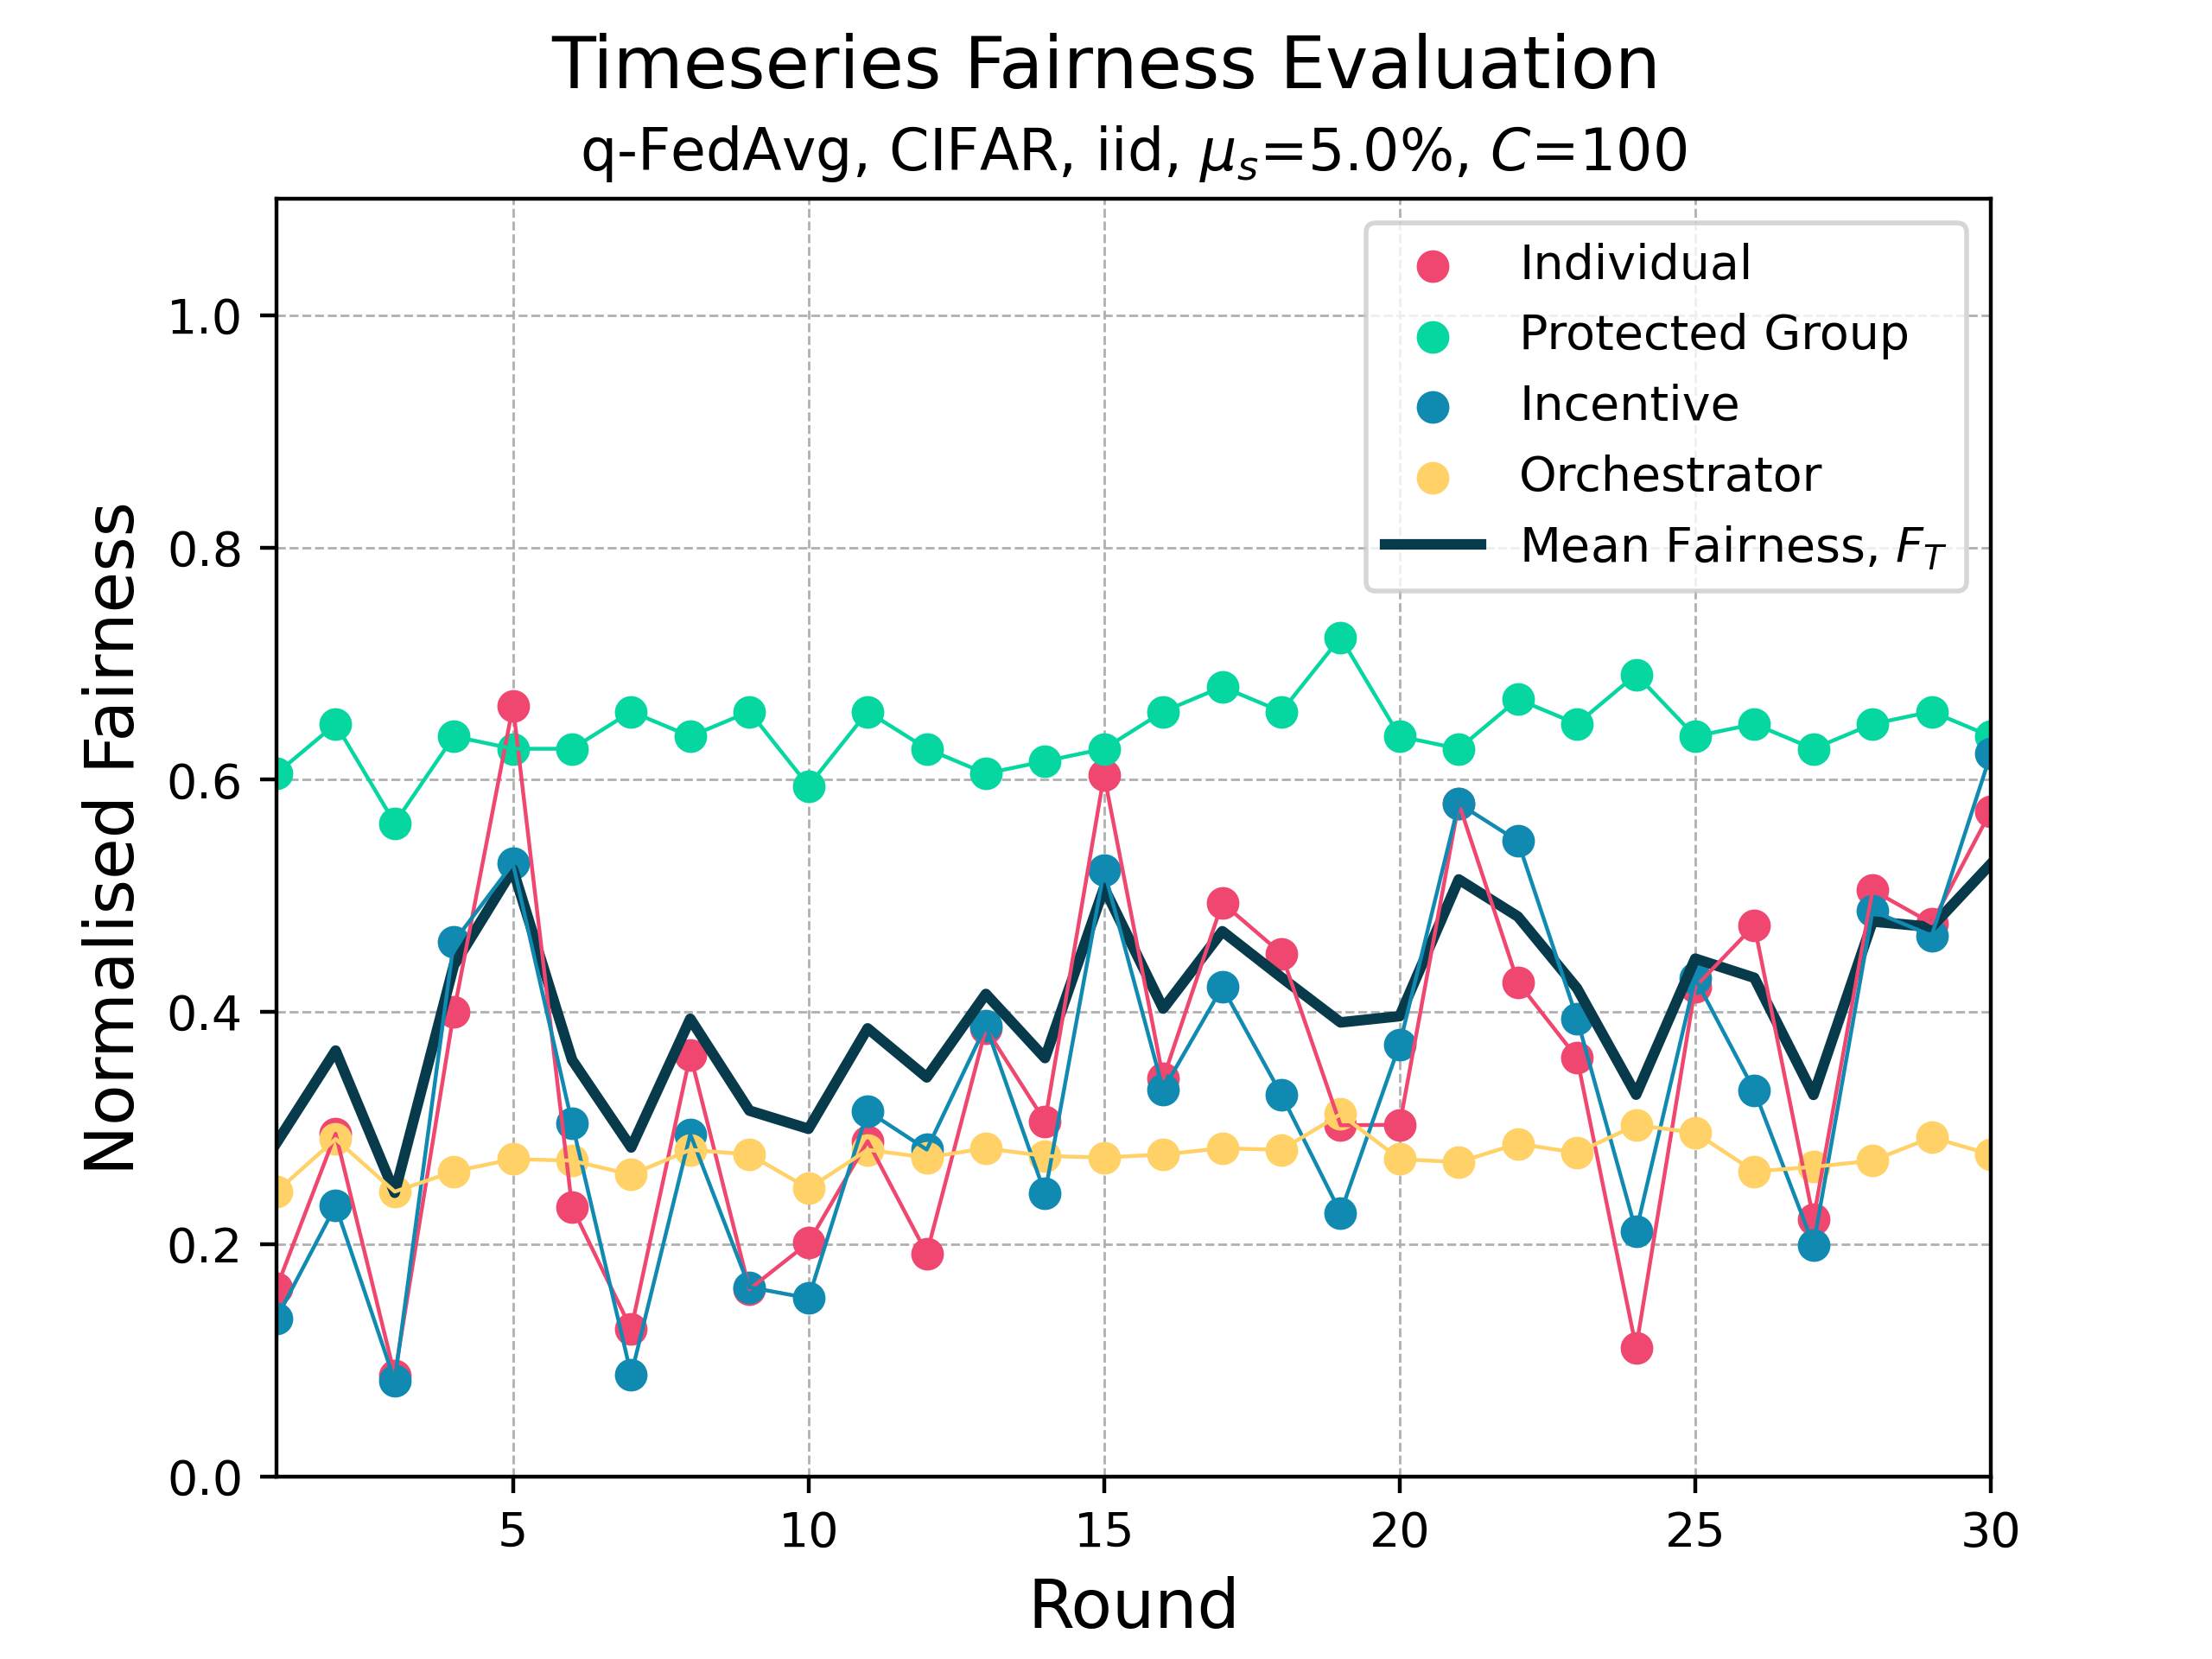 Timeseries Fairness Evaluation
q-FedAvg, CIFAR, iid, μₛ=5.0%, C=100
Individual
Protected Group
Incentive
Orchestrator
Mean Fairness, F_T
Normalised Fairness
1.0
0.8
0.6
0.4
0.2
0.0
5 10 15 20 25 30
Round